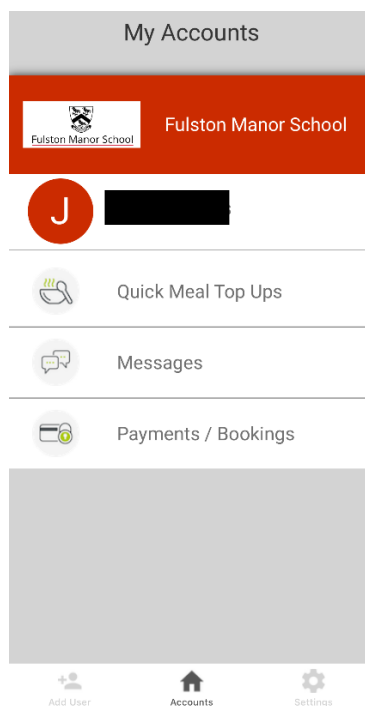 My Accounts
Fulston Manor School
Fulston Manor School
J
Quick Meal Top Ups
Messages
Payments / Bookings
Add User
Accounts
Settings